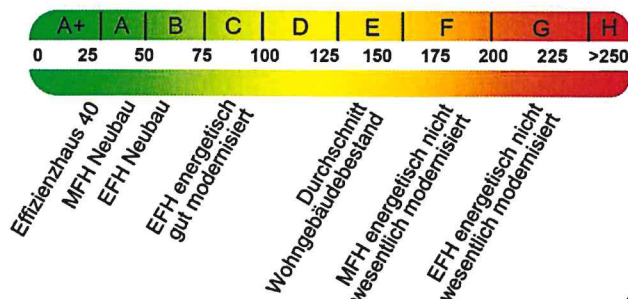 A+ A B C D E F G H
0 25 50 75 100 125 150 175 200 225 >250
Effizienzhaus 40
MFH Neubau
EFH Neubau
EFH energetisch
gut modernisiert
Durchschnitt
Wohngebäudebestand
MFH energetisch nicht
wesentlich modernisiert
EFH energetisch nicht
wesentlich modernisiert